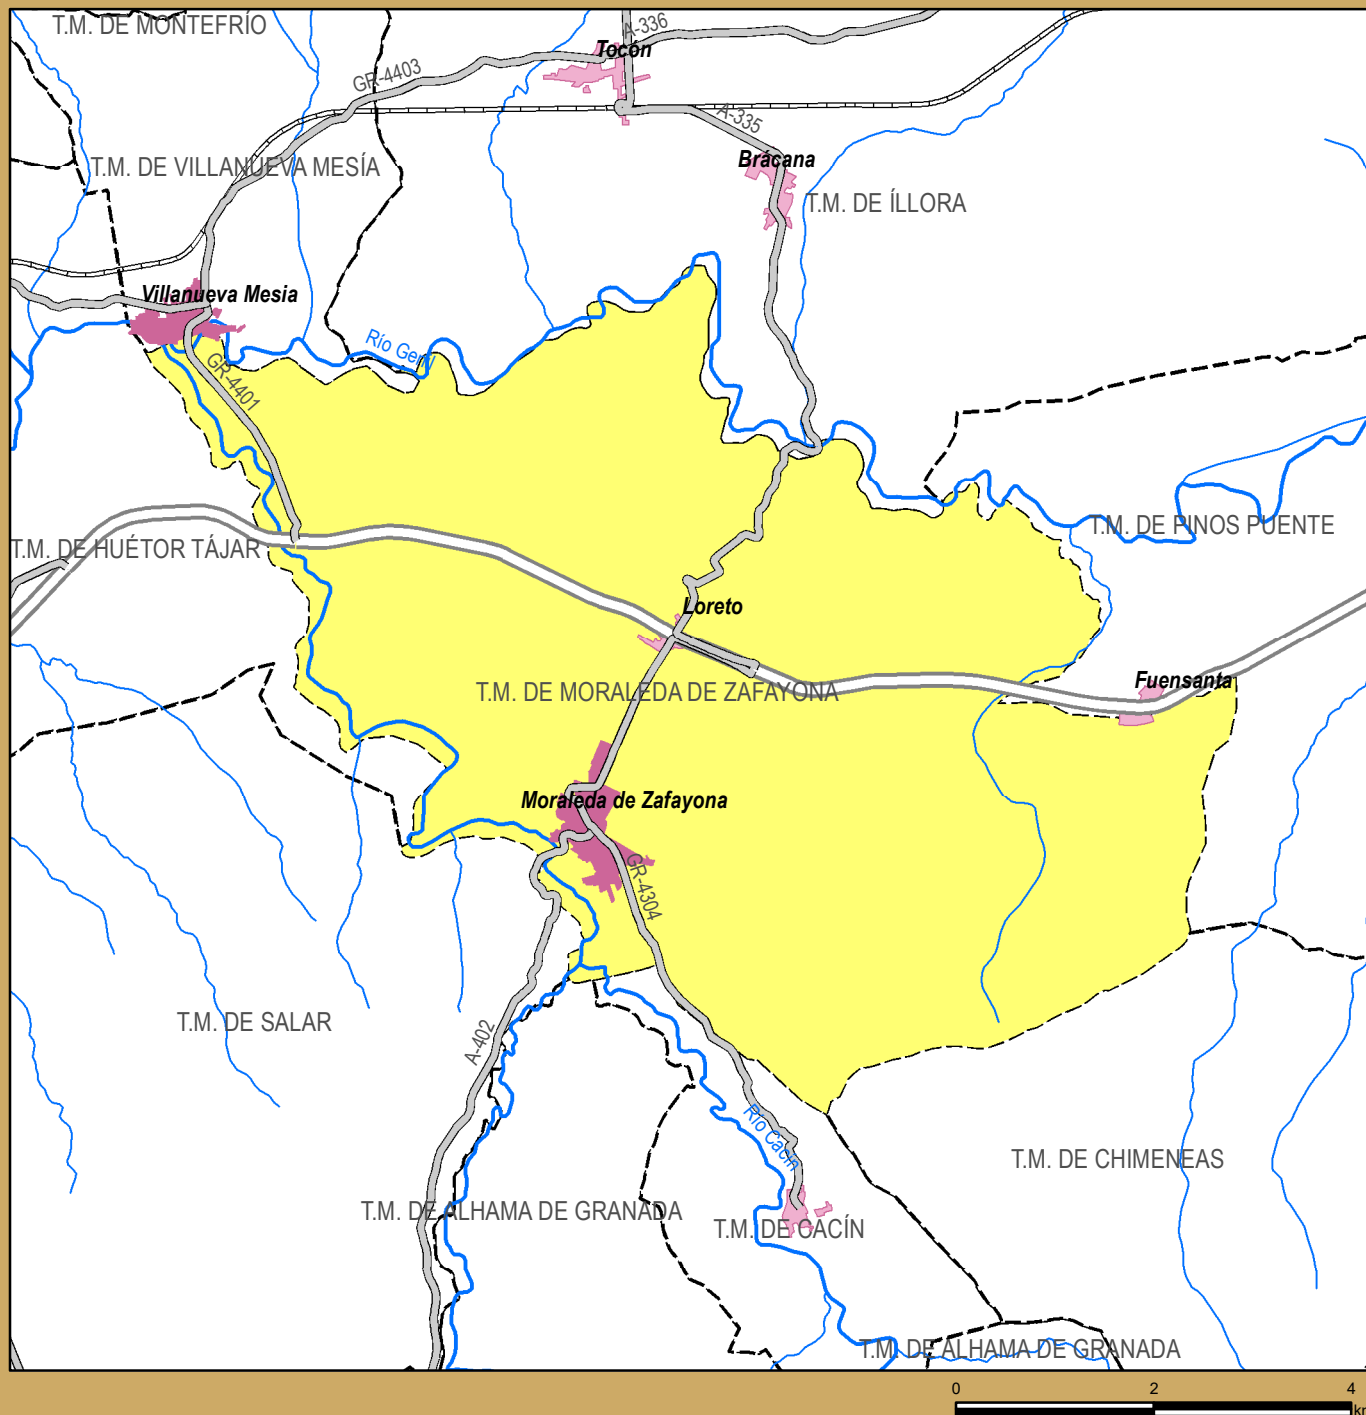 T.M. DE MONTEFRÍO
A-336
Tocón
GR-4403
A-335
Brácana
T.M. DE VILLANUEVA MESÍA
T.M. DE ÍLLORA
Villanueva Mesia
Río Genil
GR-4401
T.M. DE PINOS PUENTE
T.M. DE HUÉTOR TÁJAR
Loreto
Fuensanta
T.M. DE MORALEDA DE ZAFAYONA
Moraleda de Zafayona
GR-4304
T.M. DE SALAR
A-402
Río Cacín
T.M. DE CHIMENEAS
T.M. DE ALHAMA DE GRANADA
T.M. DE CACÍN
T.M. DE ALHAMA DE GRANADA
0 2 4
km